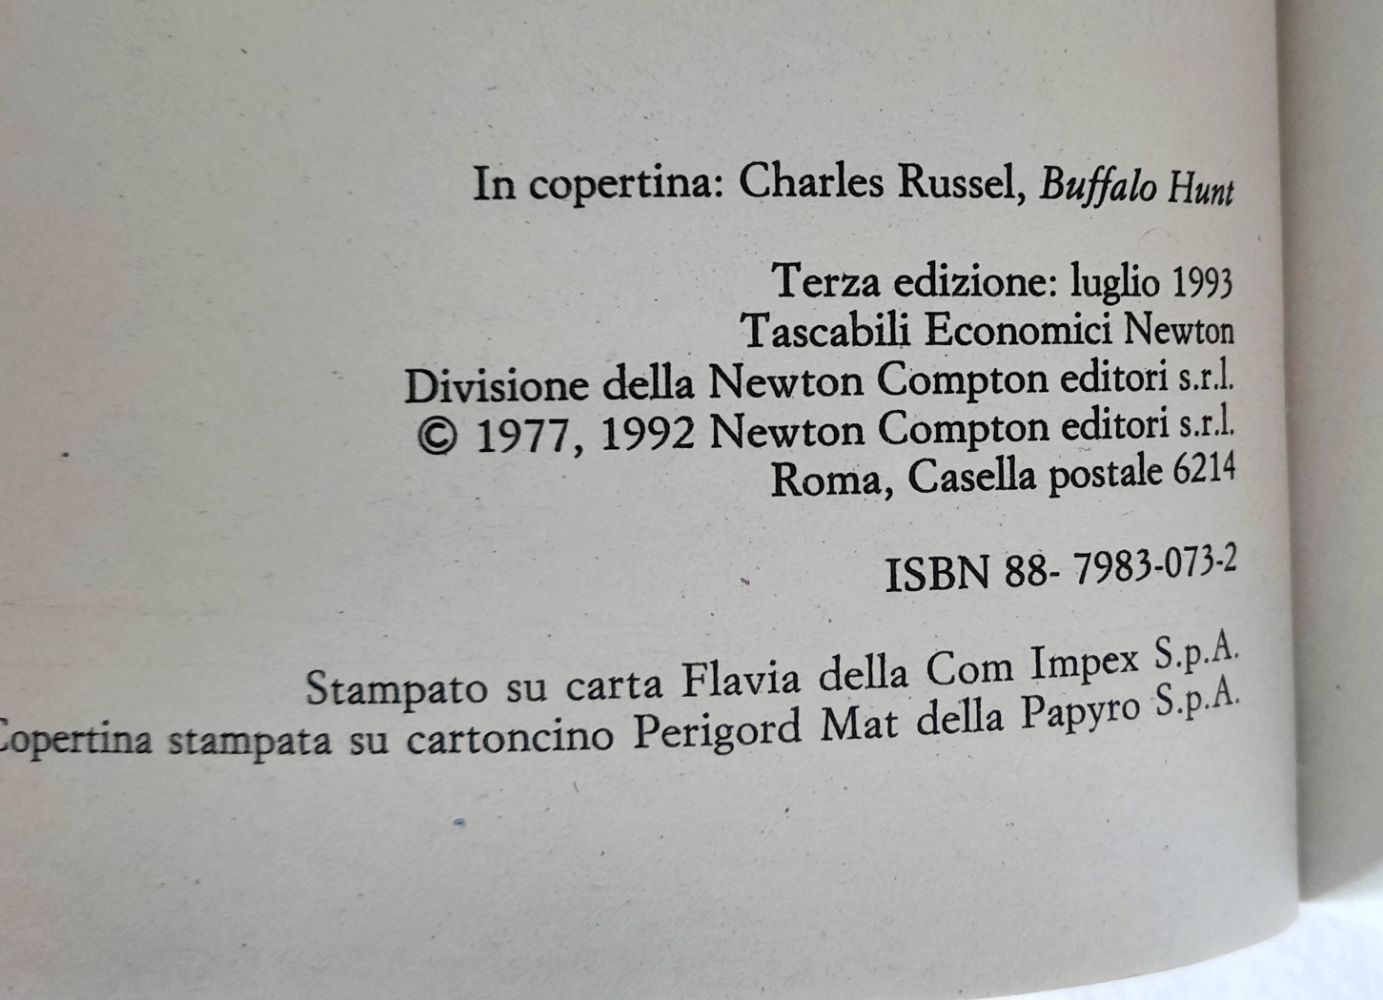 In copertina: Charles Russel, Buffalo Hunt
Terza edizione: luglio 1993
Tascabili Economici Newton
Divisione della Newton Compton editori s.r.l.
© 1977, 1992 Newton Compton editori s.r.l.
Roma, Casella postale 6214
ISBN 88- 7983-073-2
Stampato su carta Flavia della Com Impex S.p.A.
Copertina stampata su cartoncino Perigord Mat della Papyro S.p.A.